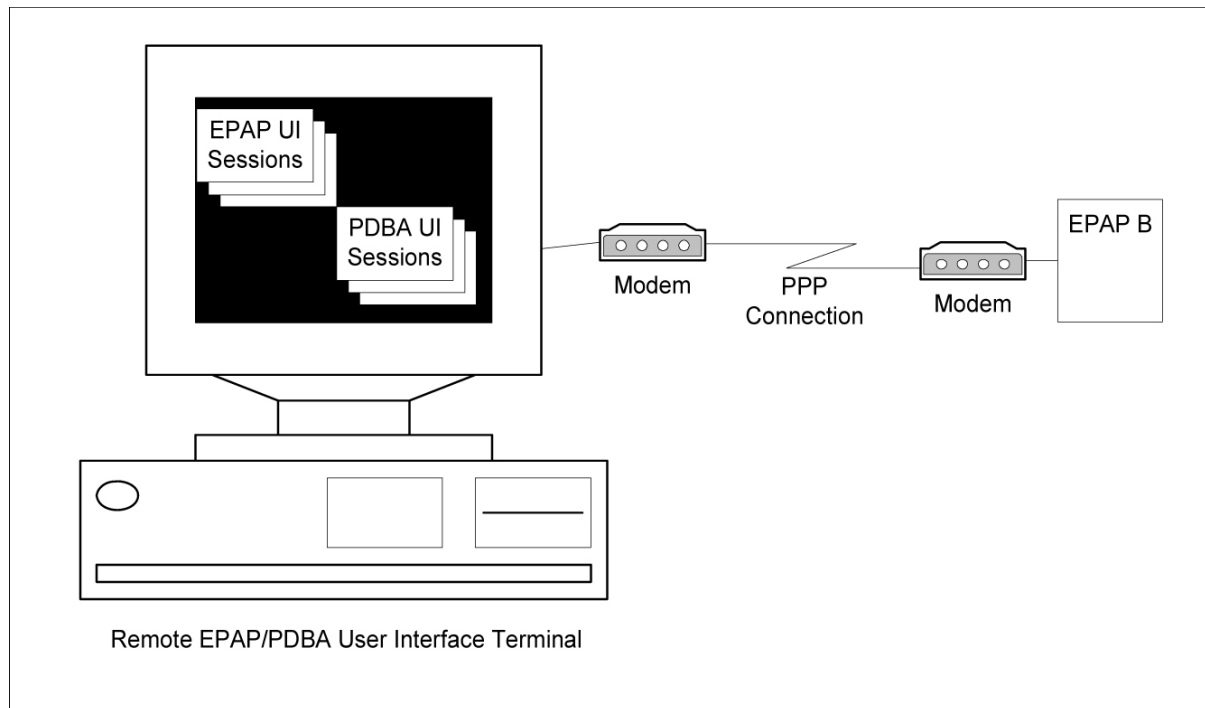 EPAP UI
Sessions
PDBA UI
Sessions
Modem
PPP
Connection
Modem
EPAP B
Remote EPAP/PDBA User Interface Terminal